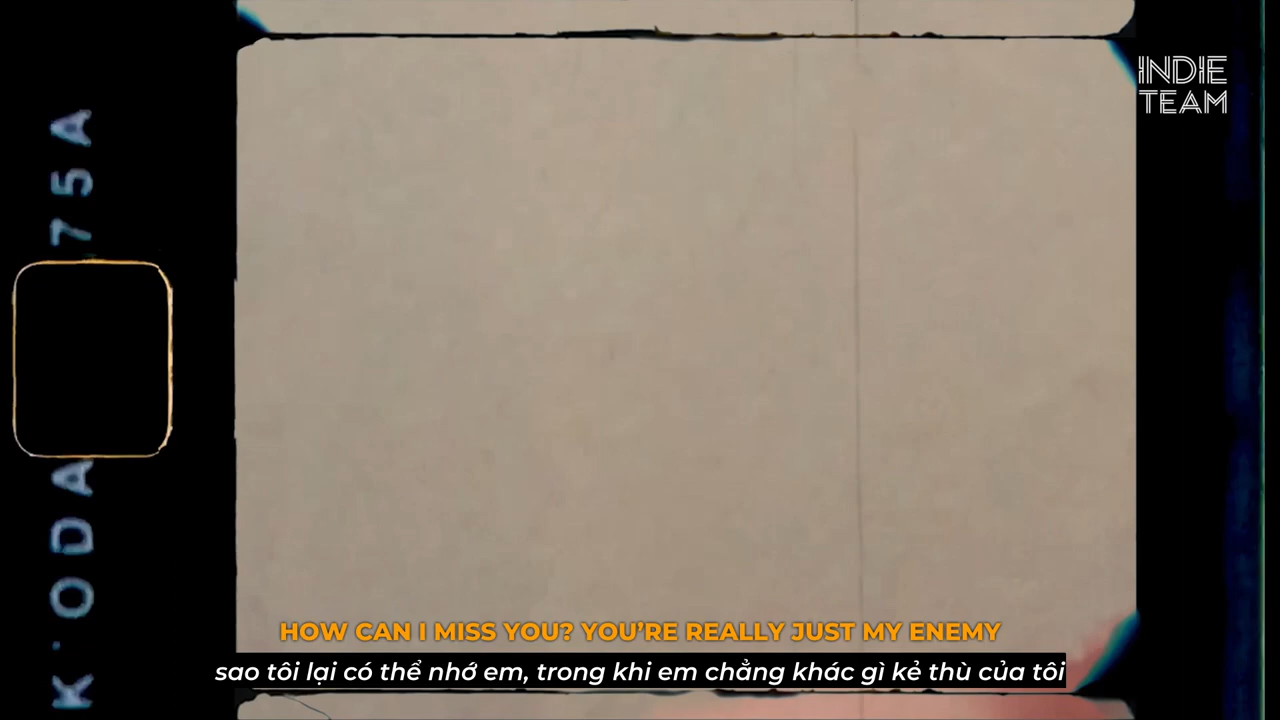 INDIE
TEAM
75A
K'ODA
HOW CAN I MISS YOU? YOU'RE REALLY JUST MY ENEMY
sao tôi lại có thể nhớ em, trong khi em chẳng khác gì kẻ thù của tôi